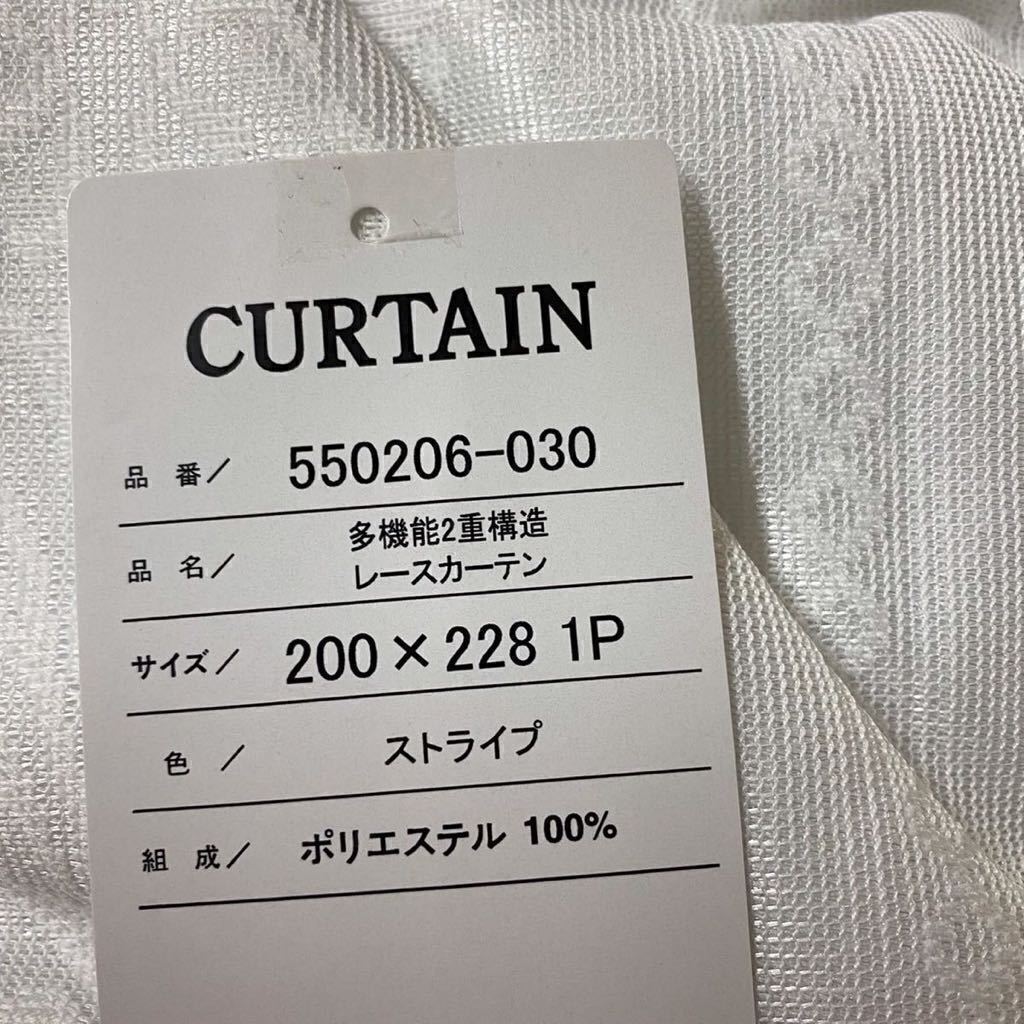 CURTAIN
品 番／ 550206-030
品 名／ 多機能2重構造
レースカーテン
サイズ／ 200×228 1P
色 ／ ストライプ
組 成／ ポリエステル 100%